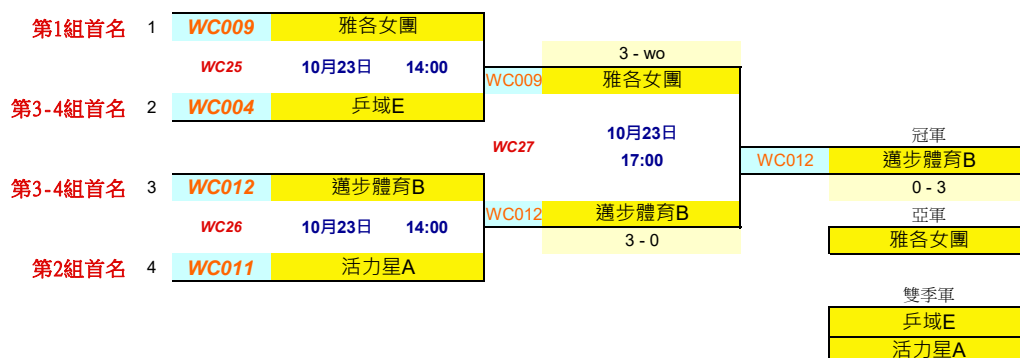 第1組首名 1 WC009 雅各女團
3 - wo
WC25 10月23日 14:00
WC009 雅各女團
第3-4組首名 2 WC004 乒域E
WC27 10月23日
17:00
冠軍
WC012 邁步體育B
0 - 3
第3-4組首名 3 WC012 邁步體育B
WC26 10月23日 14:00
WC012 邁步體育B
3 - 0
亞軍
雅各女團
第2組首名 4 WC011 活力星A
雙季軍
乒域E
活力星A